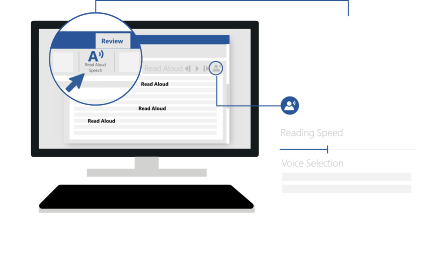 Review
A
Read Aloud
Speech
Read Aloud
Read Aloud
Read Aloud
Read Aloud
Reading Speed
Voice Selection